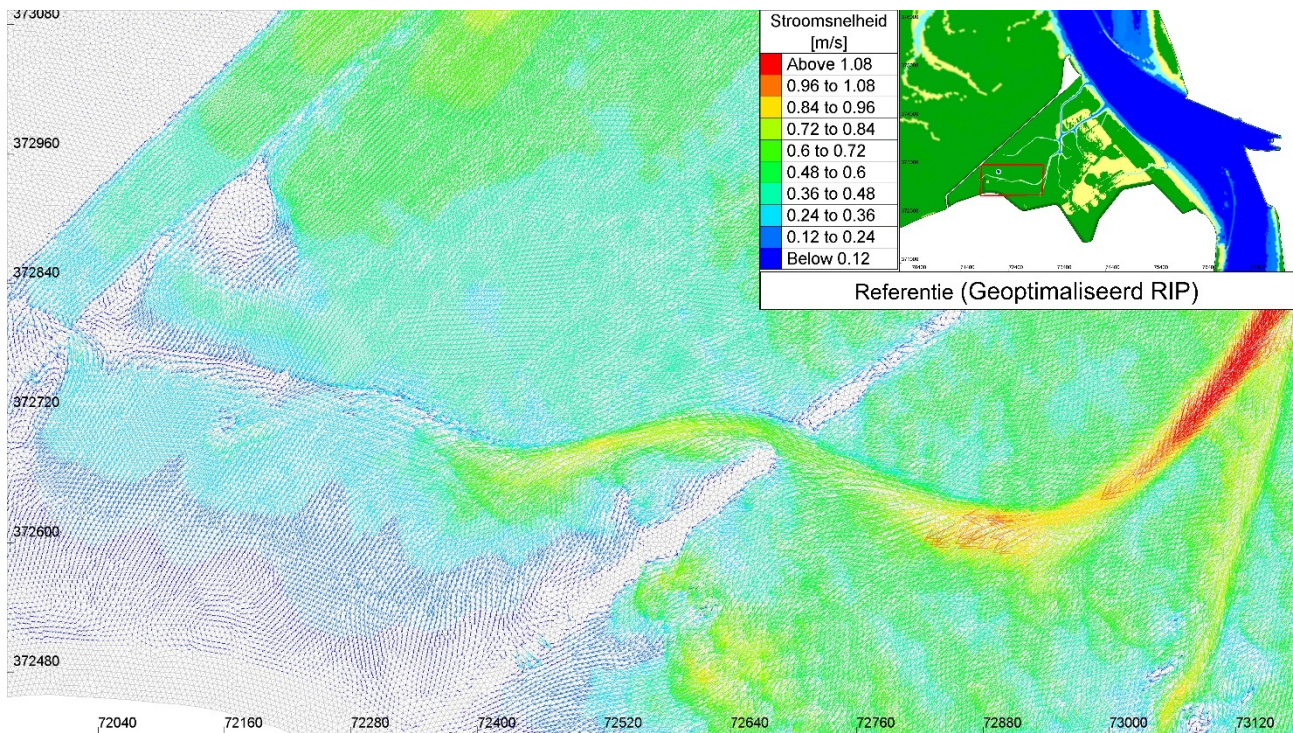 373080
372960
372840
372720
372600
372480
72040
72160
72280
72400
72520
72640
72760
72880
73000
73120
Stroomsnelheid
[m/s]
Above 1.08
0.96 to 1.08
0.84 to 0.96
0.72 to 0.84
0.6 to 0.72
0.48 to 0.6
0.36 to 0.48
0.24 to 0.36
0.12 to 0.24
Below 0.12
Referentie (Geoptimaliseerd RIP)